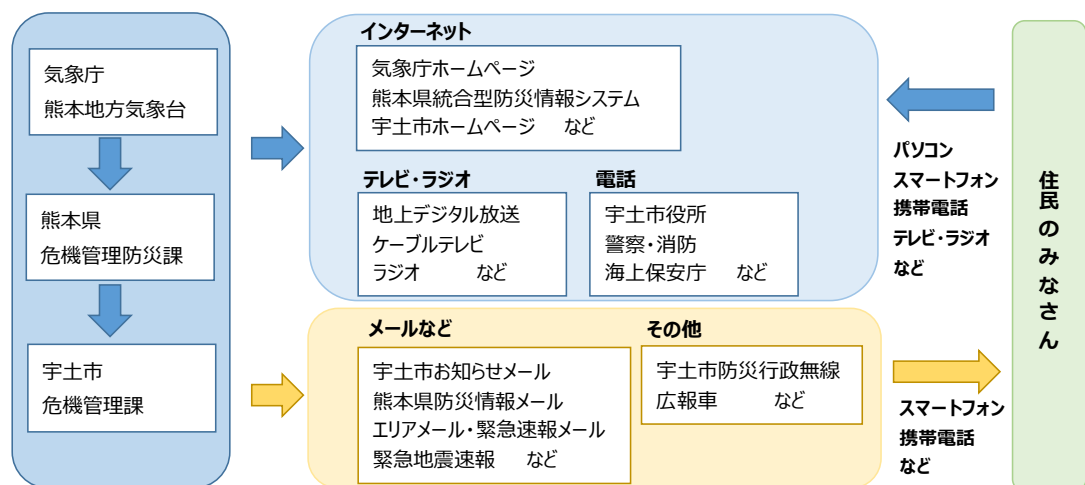 気象庁
熊本地方気象台
熊本県
危機管理防災課
宇土市
危機管理課
インターネット
気象庁ホームページ
熊本県統合型防災情報システム
宇土市ホームページ など
テレビ・ラジオ
地上デジタル放送
ケーブルテレビ
ラジオ など
電話
宇土市役所
警察・消防
海上保安庁 など
メールなど
宇土市お知らせメール
熊本県防災情報メール
エリアメール・緊急速報メール
緊急地震速報 など
その他
宇土市防災行政無線
広報車 など
パソコン
スマートフォン
携帯電話
テレビ・ラジオ
など
スマートフォン
携帯電話
など
住民のみなさん